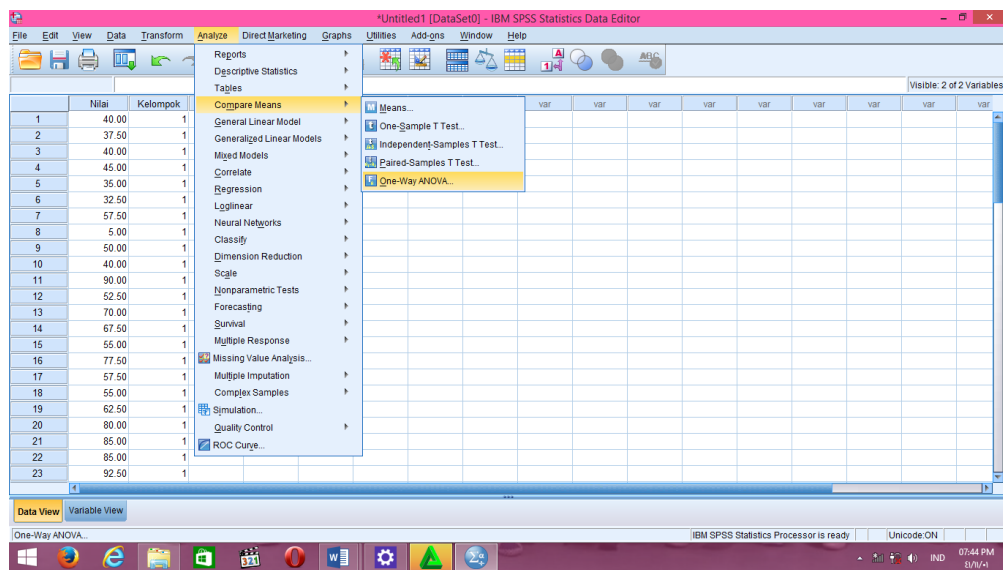 *Untitled1 [DataSet0] - IBM SPSS Statistics Data Editor
File Edit View Data Transform Analyze Direct Marketing Graphs Utilities Add-ons Window Help
Visible: 2 of 2 Variables
Reports
Descriptive Statistics
Tables
Compare Means
General Linear Model
Generalized Linear Models
Mixed Models
Correlate
Regression
Loglinear
Neural Networks
Classify
Dimension Reduction
Scale
Nonparametric Tests
Forecasting
Survival
Multiple Response
Missing Value Analysis...
Multiple Imputation
Complex Samples
Simulation...
Quality Control
ROC Curve...
Means...
One-Sample T Test...
Independent-Samples T Test...
Paired-Samples T Test...
One-Way ANOVA...
Nilai Kelompok var var var var var var var var
1 40.00 1
2 37.50 1
3 40.00 1
4 45.00 1
5 35.00 1
6 32.50 1
7 57.50 1
8 5.00 1
9 50.00 1
10 40.00 1
11 90.00 1
12 52.50 1
13 70.00 1
14 67.50 1
15 55.00 1
16 77.50 1
17 57.50 1
18 55.00 1
19 62.50 1
20 80.00 1
21 85.00 1
22 85.00 1
23 92.50 1
Data View Variable View
One-Way ANOVA... IBM SPSS Statistics Processor is ready Unicode:ON
IND 07:44 PM